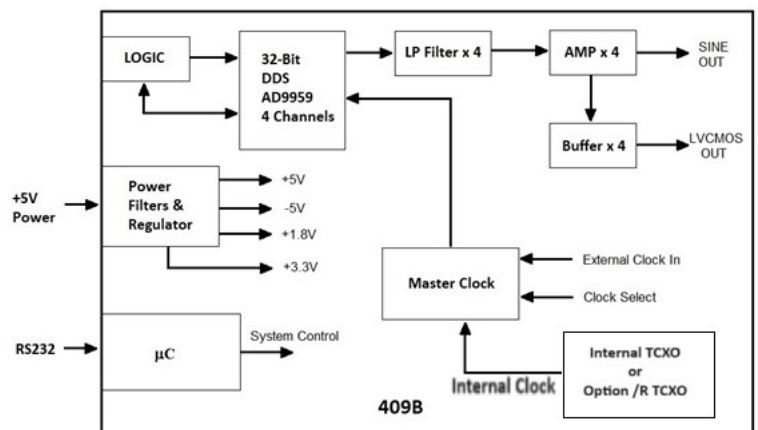 LOGIC
32-Bit
DDS
AD9959
4 Channels
LP Filter x 4
AMP x 4
SINE
OUT
Buffer x 4
LVCMOS
OUT
+5V
Power
Power
Filters &
Regulator
+5V
-5V
+1.8V
+3.3V
Master Clock
External Clock In
Clock Select
RS232
µC
System Control
Internal Clock
Internal TCXO
or
Option /R TCXO
409B